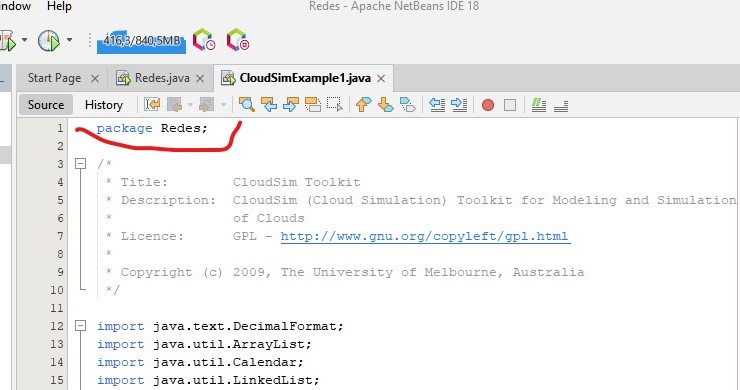 ndow Help Redes - Apache NetBeans IDE 18
416,3/840,5MB
Start Page Redes.java CloudSimExample1.java
Source History
1 package Redes;
2
3 /*
4 * Title: CloudSim Toolkit
5 * Description: CloudSim (Cloud Simulation) Toolkit for Modeling and Simulation
6 * of Clouds
7 * Licence: GPL - http://www.gnu.org/copyleft/gpl.html
8 *
9 * Copyright (c) 2009, The University of Melbourne, Australia
10 */
11
12 import java.text.DecimalFormat;
13 import java.util.ArrayList;
14 import java.util.Calendar;
15 import java.util.LinkedList;